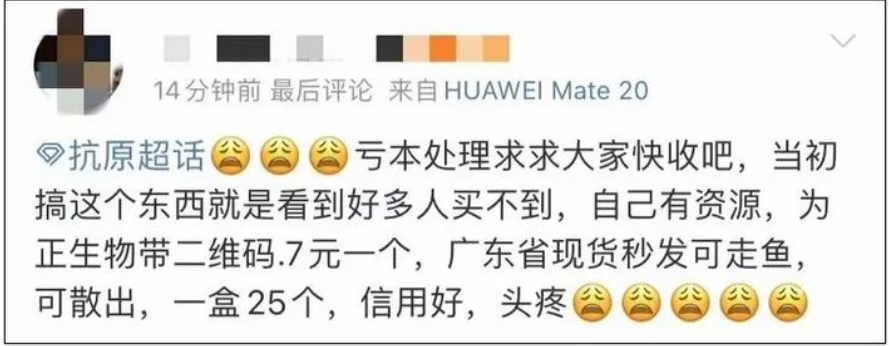 14分钟前 最后评论 来自 HUAWEI Mate 20
抗原超话😩😩😩亏本处理求求大家快收吧，当初
搞这个东西就是看到好多人买不到，自己有资源，为
正生物带二维码.7元一个，广东省现货秒发可走鱼，
可散出，一盒25个，信用好，头疼😩😩😩😩😩